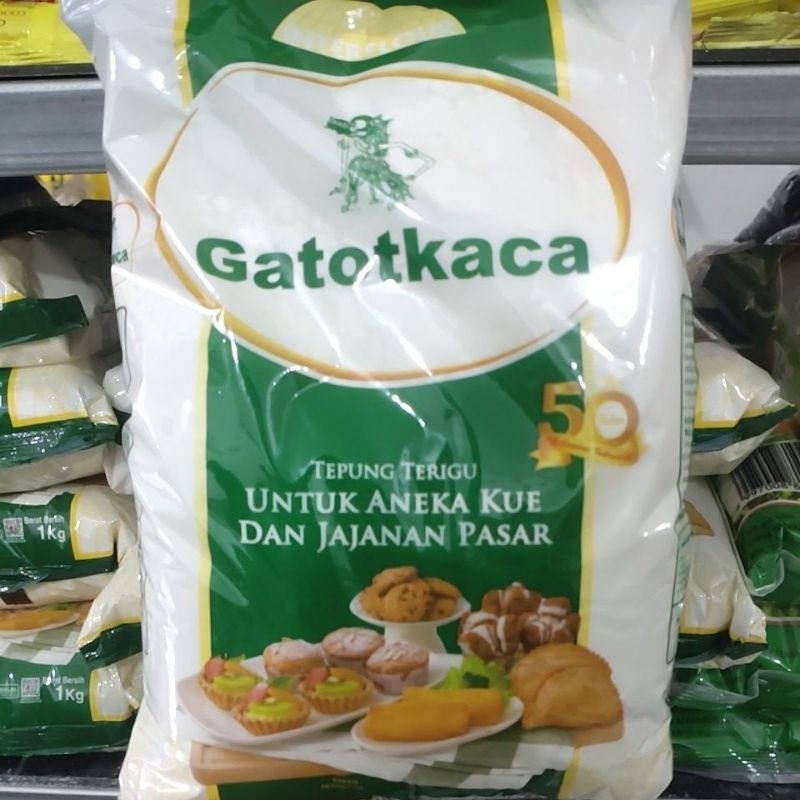 Gatotkaca
50
TEPUNG TERIGU
UNTUK ANEKA KUE
DAN JAJANAN PASAR
Berat Bersih
1Kg
Berat Bersih
1Kg